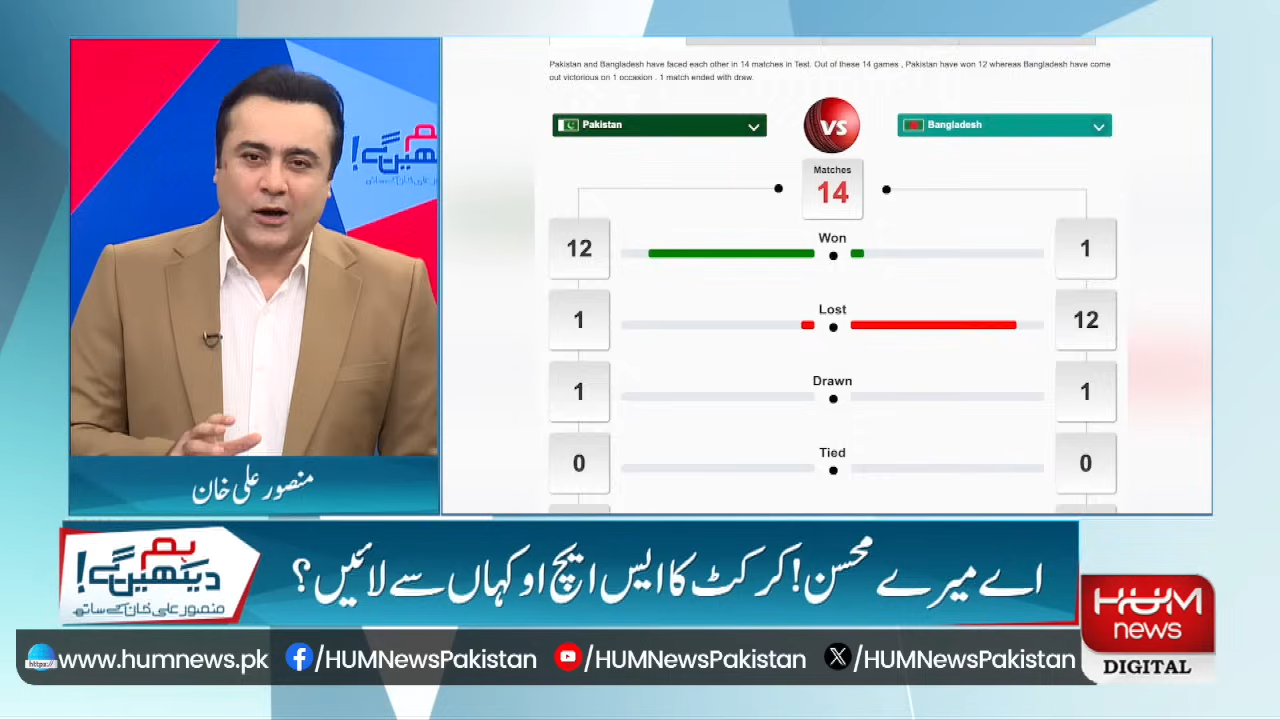 Pakistan and Bangladesh have faced each other in 14 matches in Test. Out of these 14 games , Pakistan have won 12 whereas Bangladesh have come
out victorious on 1 occasion . 1 match ended with draw.
Pakistan
VS
Bangladesh
Matches
14
12
Won
1
1
Lost
12
1
Drawn
1
0
Tied
0
منصور علی خان
ہم
دیکھیں گے!
منصور علی خان کے ساتھ
اے میرے محسن! کرکٹ کا ایس ایچ او کہاں سے لائیں؟
HUM
news
DIGITAL
https://
www.humnews.pk
/HUMNewsPakistan
/HUMNewsPakistan
/HUMNewsPakistan